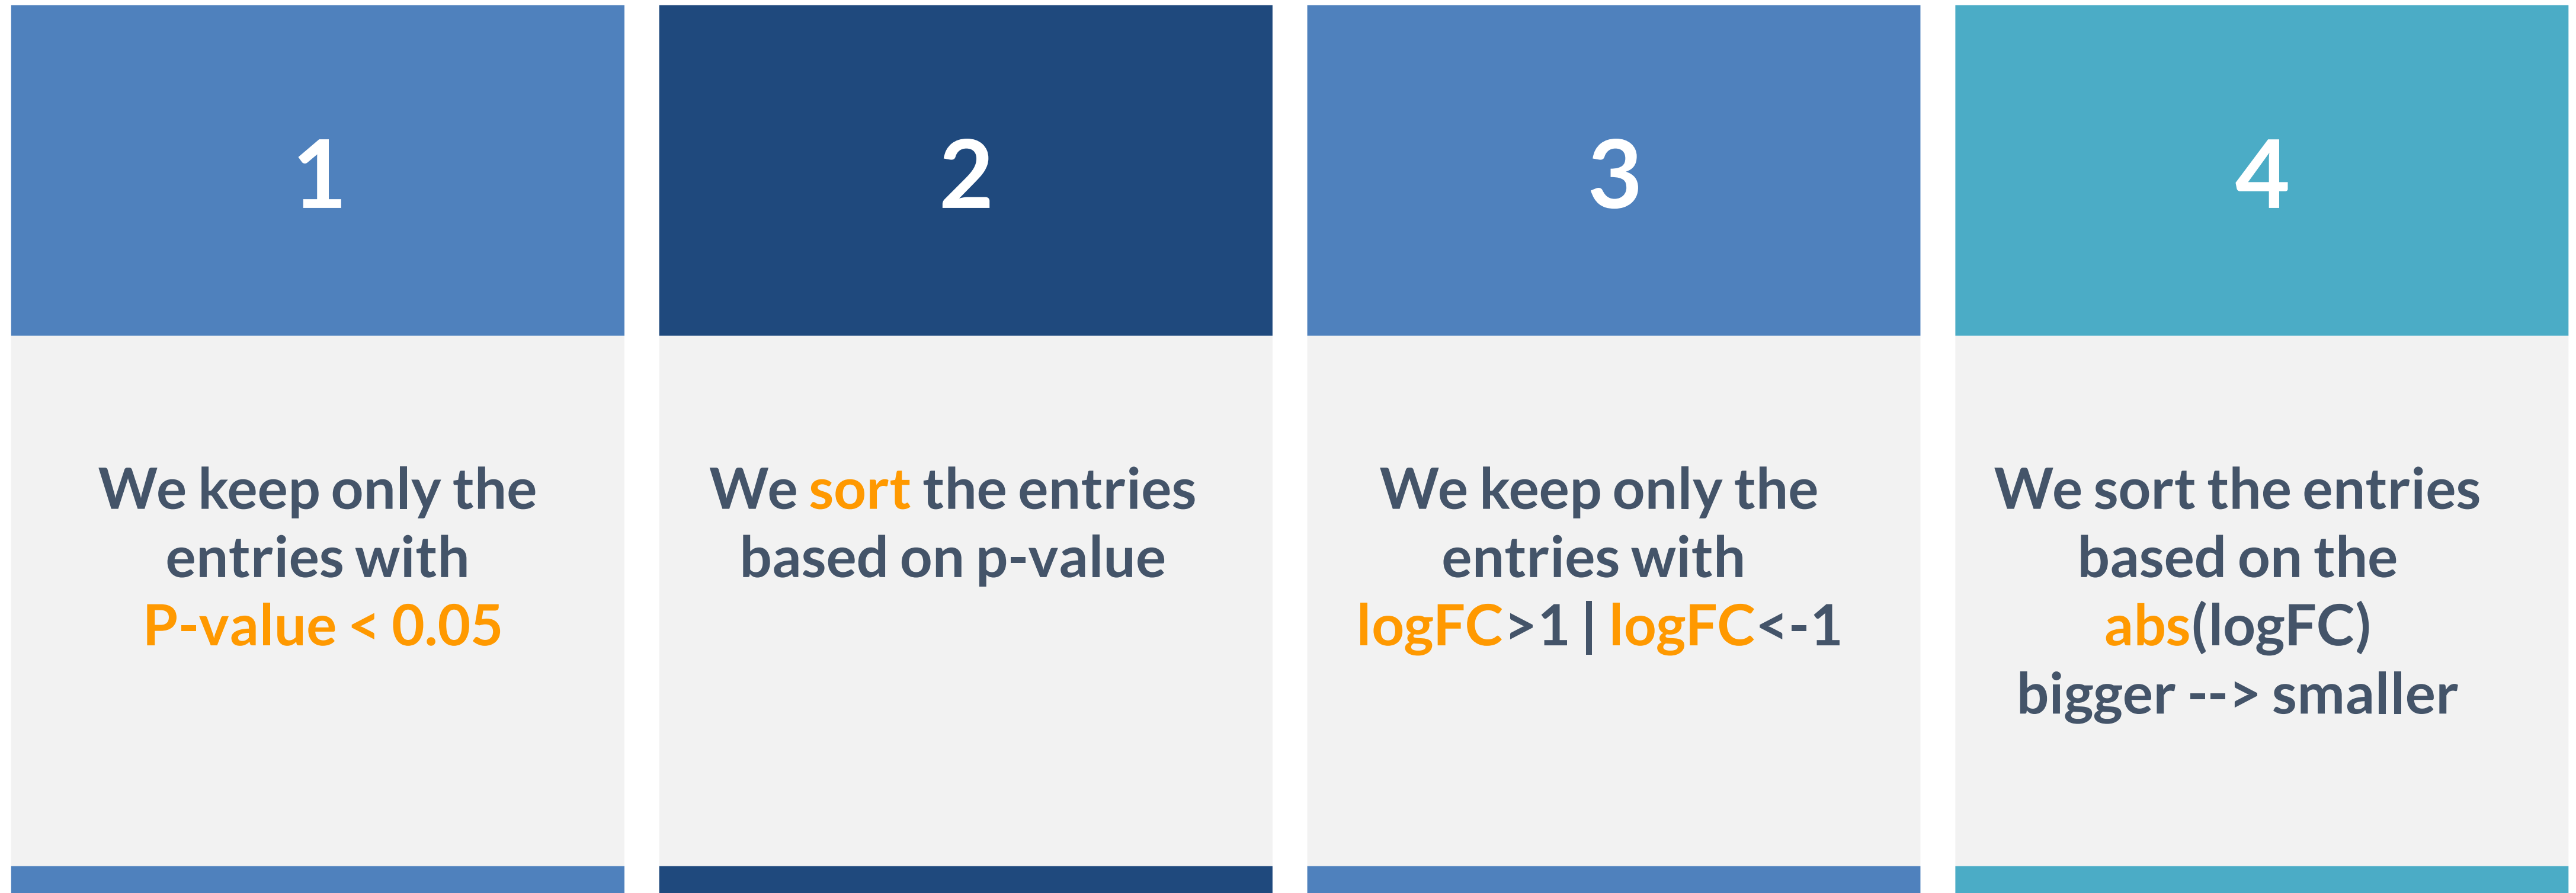 1
We keep only the
entries with
P-value < 0.05
2
We sort the entries
based on p-value
3
We keep only the
entries with
logFC>1 | logFC<-1
4
We sort the entries
based on the
abs(logFC)
bigger --> smaller